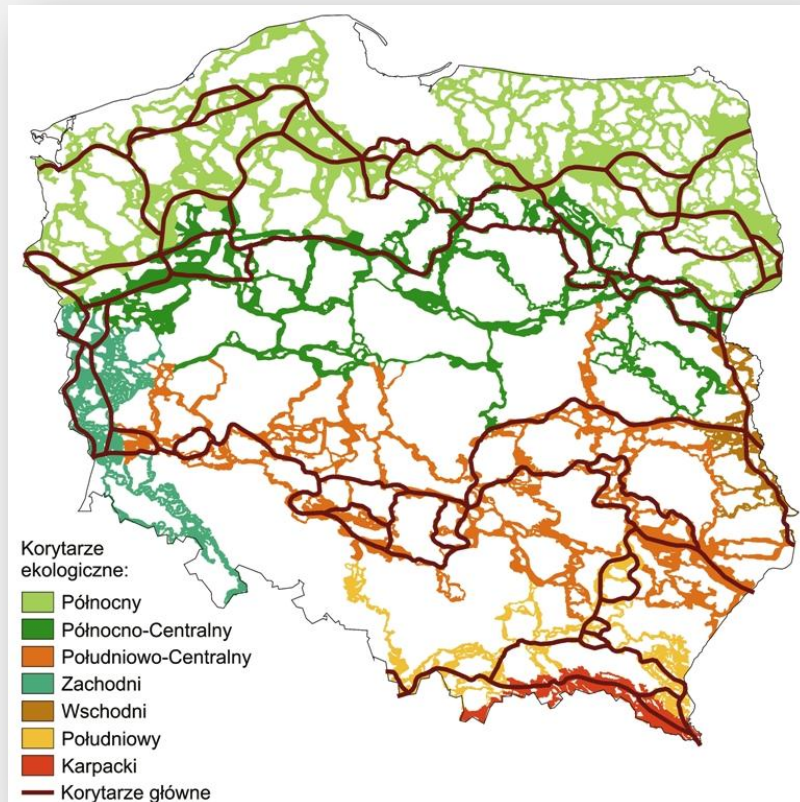 Korytarze
ekologiczne:
Północny
Północno-Centralny
Południowo-Centralny
Zachodni
Wschodni
Południowy
Karpacki
Korytarze główne